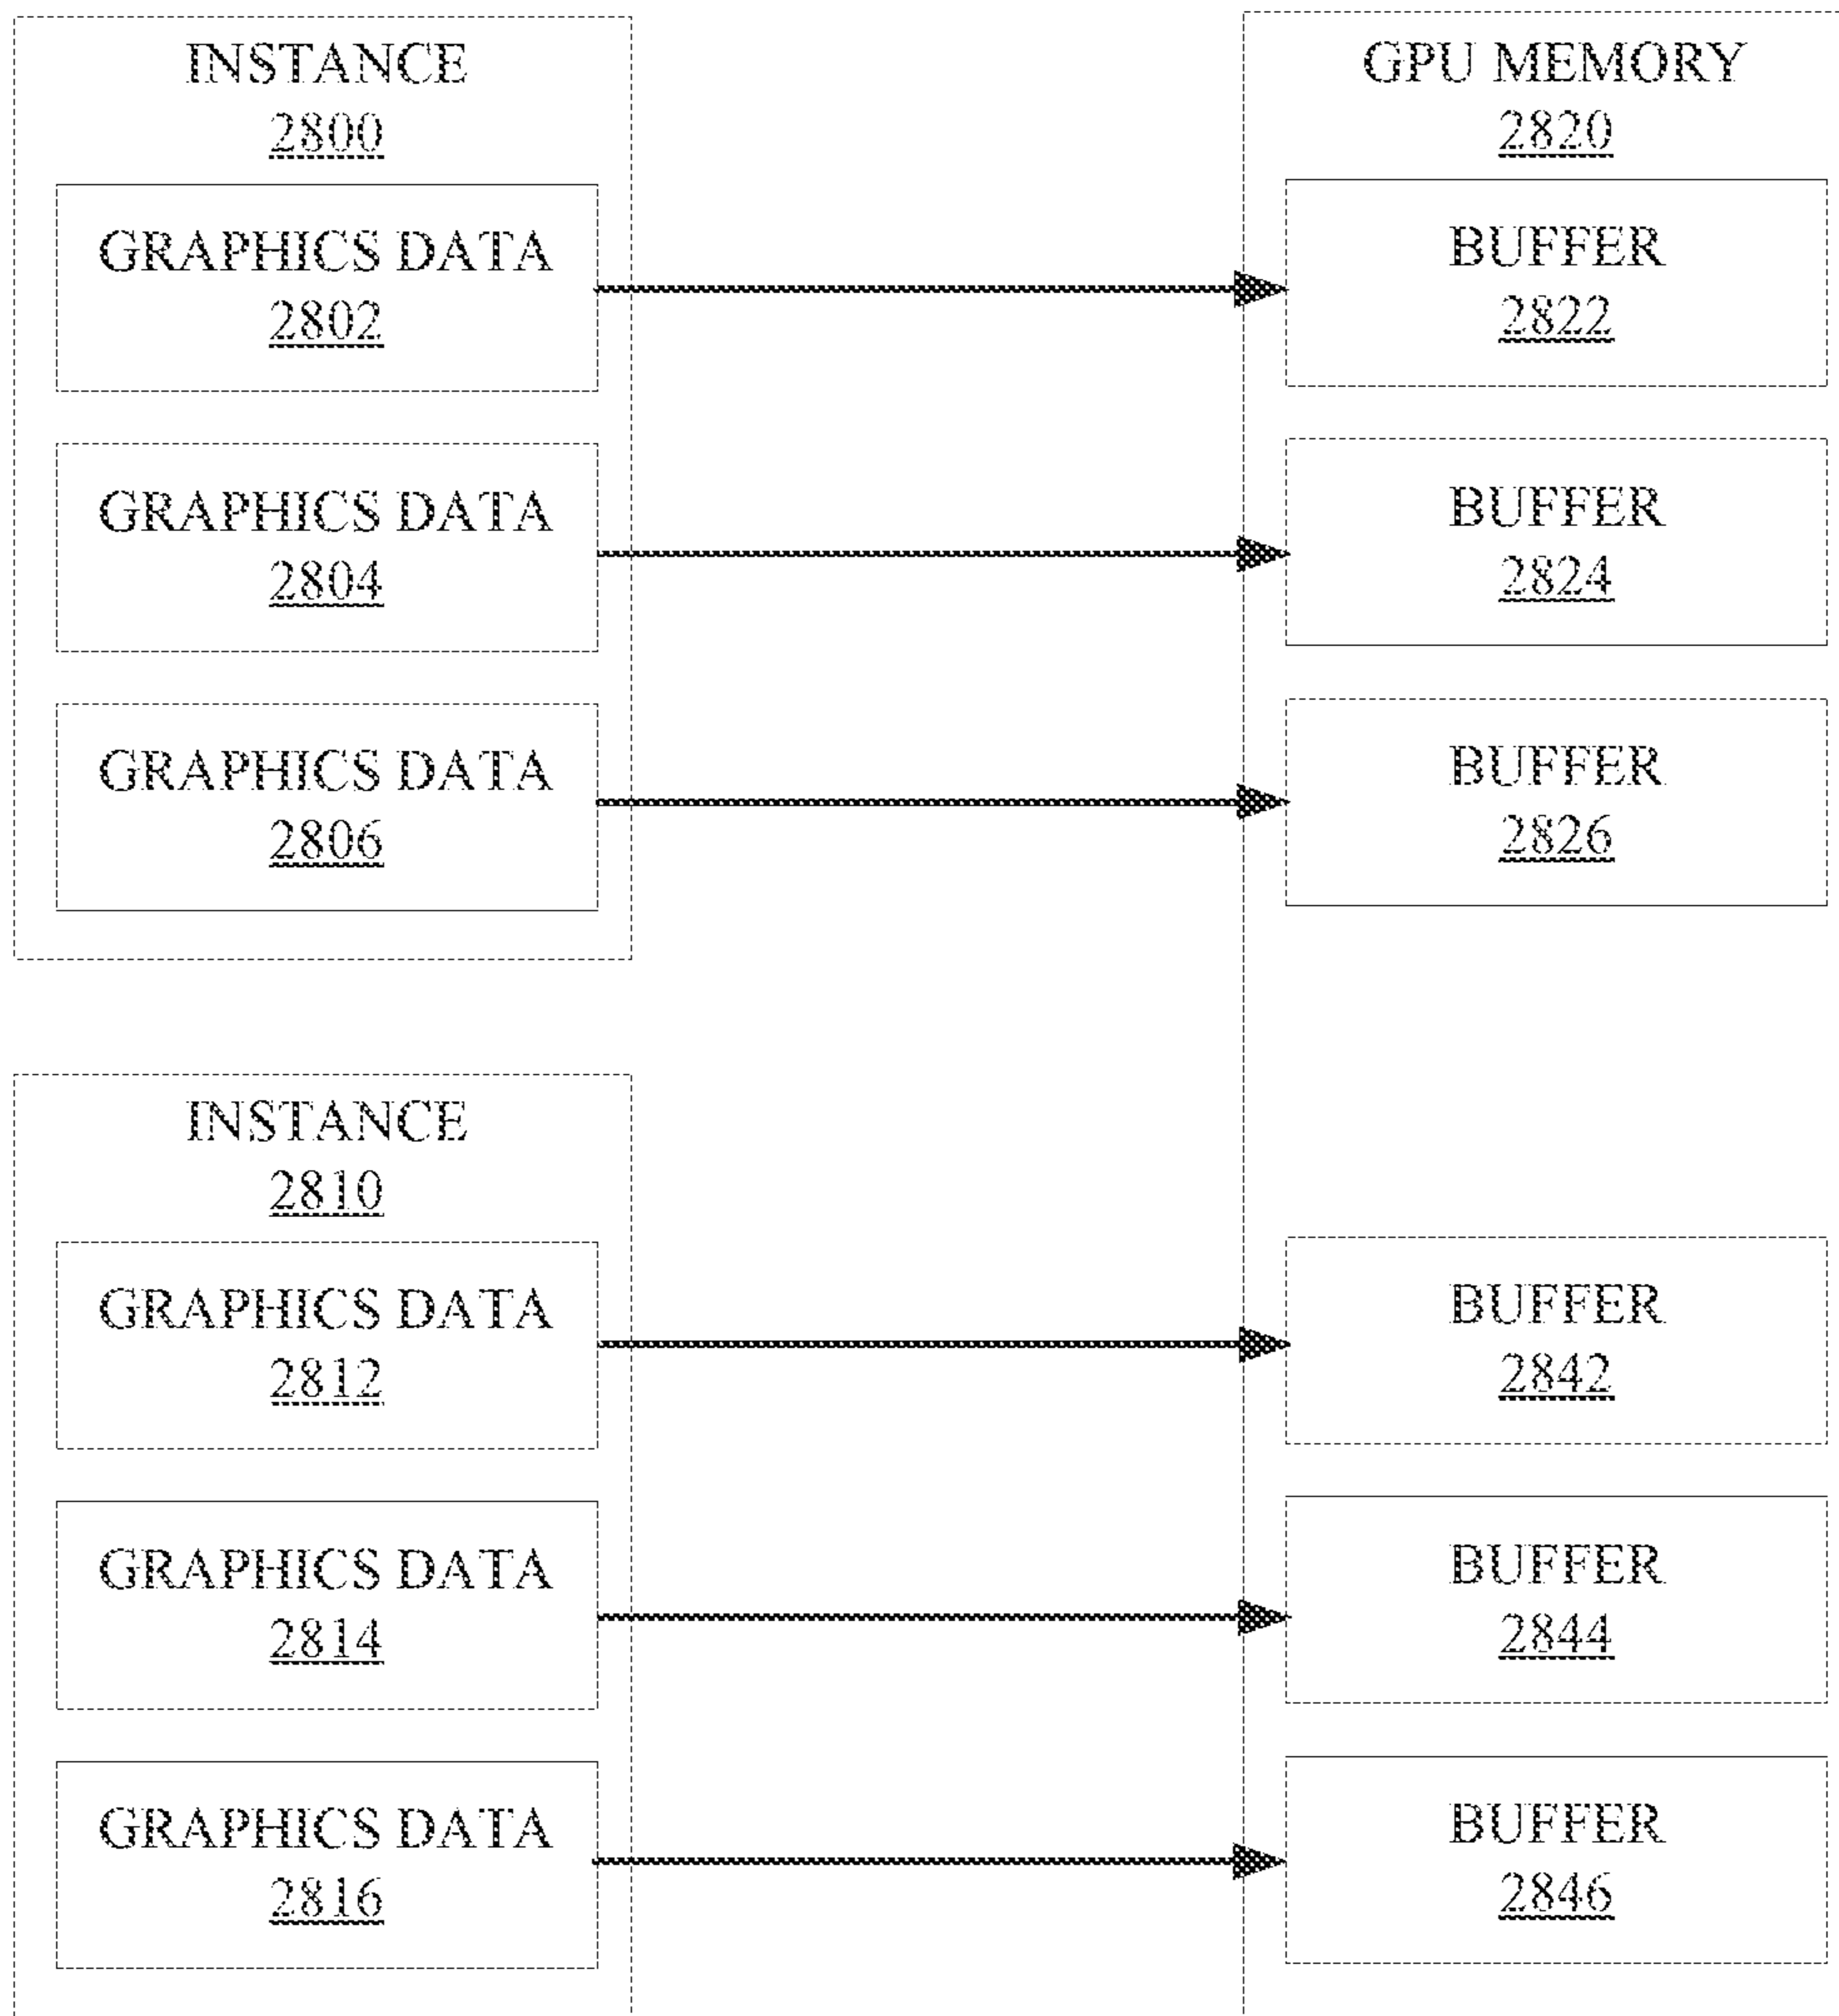 INSTANCE
2800
GRAPHICS DATA
2802
GRAPHICS DATA
2804
GRAPHICS DATA
2806
GPU MEMORY
2820
BUFFER
2822
BUFFER
2824
BUFFER
2826
INSTANCE
2810
GRAPHICS DATA
2812
GRAPHICS DATA
2814
GRAPHICS DATA
2816
BUFFER
2842
BUFFER
2844
BUFFER
2846